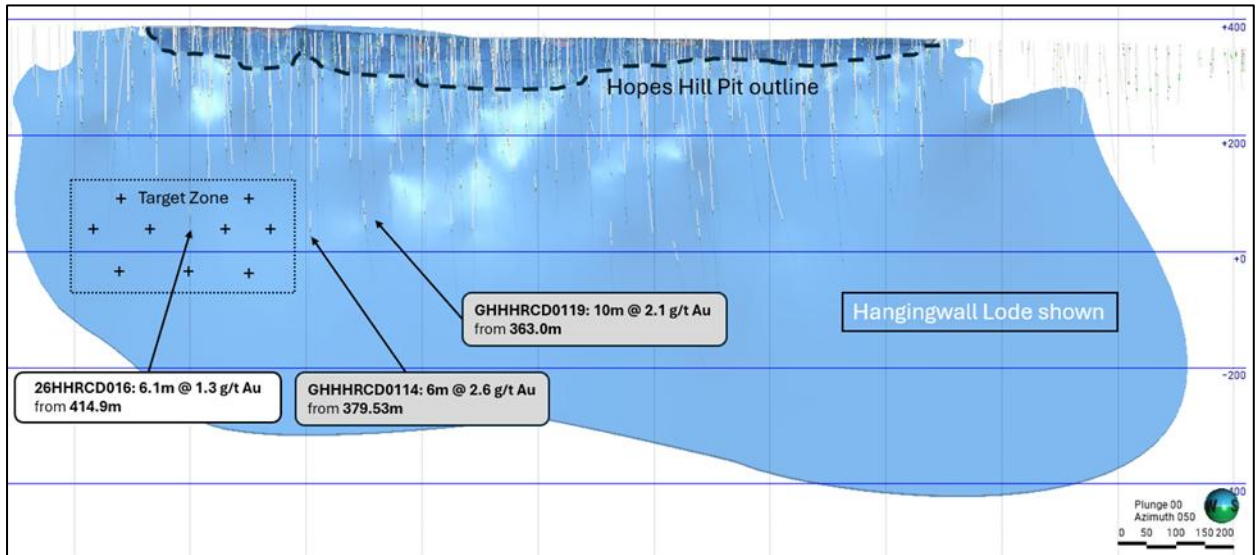 +400
Hopes Hill Pit outline
+200
Target Zone
+0
GHHHRCD0119: 10m @ 2.1 g/t Au
from 363.0m
Hangingwall Lode shown
-200
26HHRCD016: 6.1m @ 1.3 g/t Au
from 414.9m
GHHHRCD0114: 6m @ 2.6 g/t Au
from 379.53m
Plunge 00
Azimuth 050
W S
0 50 100 150 200